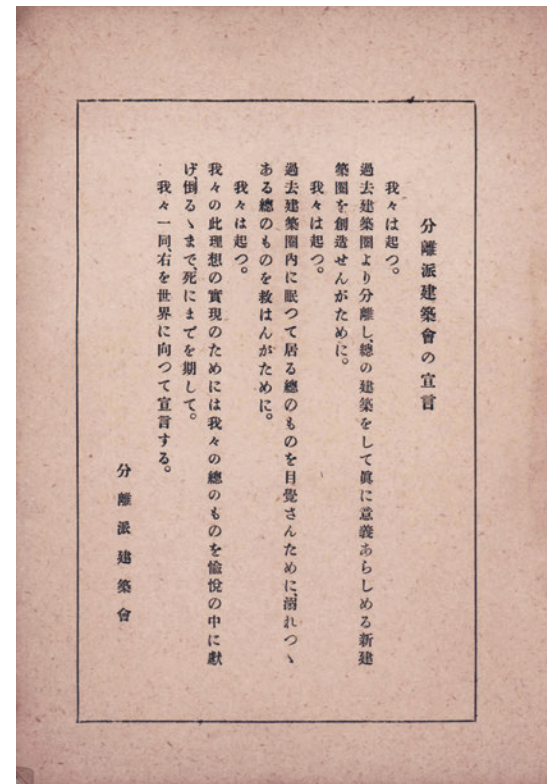 分離派建築會の宣言
我々は起つ。
過去建築圈より分離し、總の建築をして眞に意義あらしめる新建
築圈を創造せんがために。
我々は起つ。
過去建築圈内に眠つて居る總のものを目覺さんために、溺れつゝ
ある總のものを救はんがために。
我々は起つ。
我々の此理想の實現のためには我々の總のものを愉悅の中に獻
げ、倒るゝまで、死にまでを期して。
我々一同、右を世界に向つて宣言する。
分離派建築會